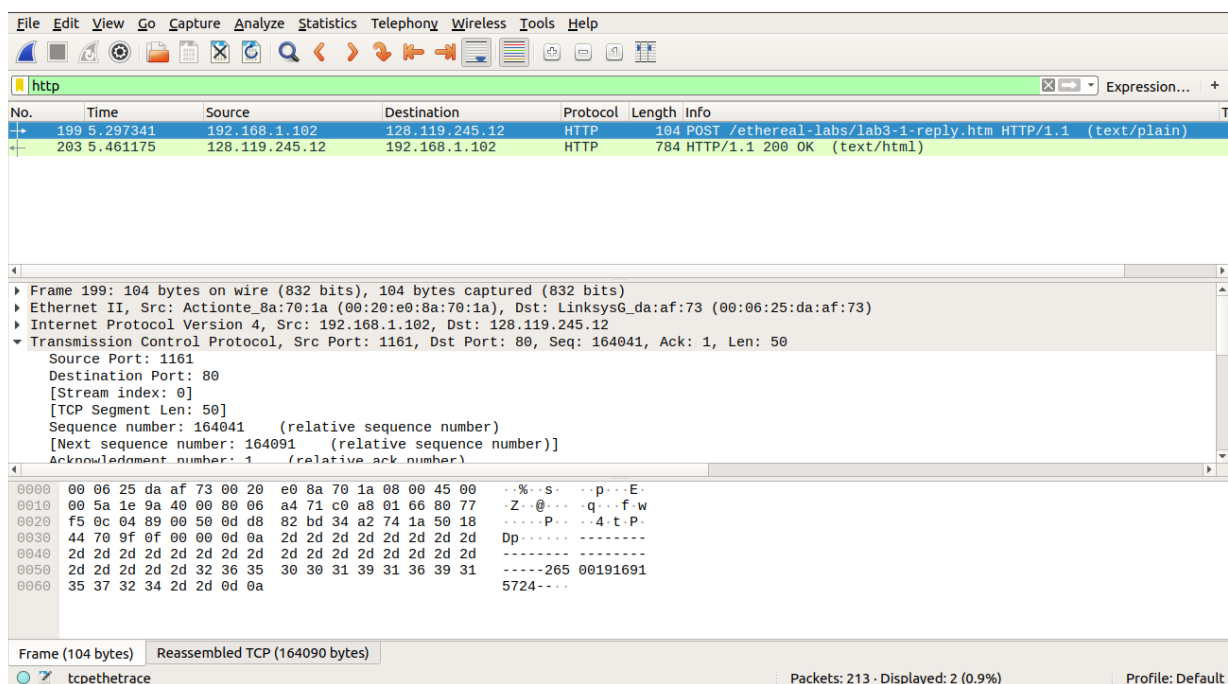 File Edit View Go Capture Analyze Statistics Telephony Wireless Tools Help
http Expression... +
No. Time Source Destination Protocol Length Info T
199 5.297341 192.168.1.102 128.119.245.12 HTTP 104 POST /ethereal-labs/lab3-1-reply.htm HTTP/1.1 (text/plain)
203 5.461175 128.119.245.12 192.168.1.102 HTTP 784 HTTP/1.1 200 OK (text/html)
Frame 199: 104 bytes on wire (832 bits), 104 bytes captured (832 bits)
Ethernet II, Src: Actionte_8a:70:1a (00:20:e0:8a:70:1a), Dst: LinksysG_da:af:73 (00:06:25:da:af:73)
Internet Protocol Version 4, Src: 192.168.1.102, Dst: 128.119.245.12
Transmission Control Protocol, Src Port: 1161, Dst Port: 80, Seq: 164041, Ack: 1, Len: 50
Source Port: 1161
Destination Port: 80
[Stream index: 0]
[TCP Segment Len: 50]
Sequence number: 164041 (relative sequence number)
[Next sequence number: 164091 (relative sequence number)]
Acknowledgment number: 1 (relative ack number)
0000 00 06 25 da af 73 00 20 e0 8a 70 1a 08 00 45 00 ··%··s· ··p···E·
0010 00 5a 1e 9a 40 00 80 06 a4 71 c0 a8 01 66 80 77 ·Z··@··· ·q···f·w
0020 f5 0c 04 89 00 50 0d d8 82 bd 34 a2 74 1a 50 18 ·····P·· ··4·t·P·
0030 44 70 9f 0f 00 00 0d 0a 2d 2d 2d 2d 2d 2d 2d 2d Dp······ --------
0040 2d 2d 2d 2d 2d 2d 2d 2d 2d 2d 2d 2d 2d 2d 2d 2d -------- --------
0050 2d 2d 2d 2d 2d 32 36 35 30 30 31 39 31 36 39 31 -----265 00191691
0060 35 37 32 34 2d 2d 0d 0a 5724--··
Frame (104 bytes) Reassembled TCP (164090 bytes)
tcpethetrace Packets: 213 · Displayed: 2 (0.9%) Profile: Default